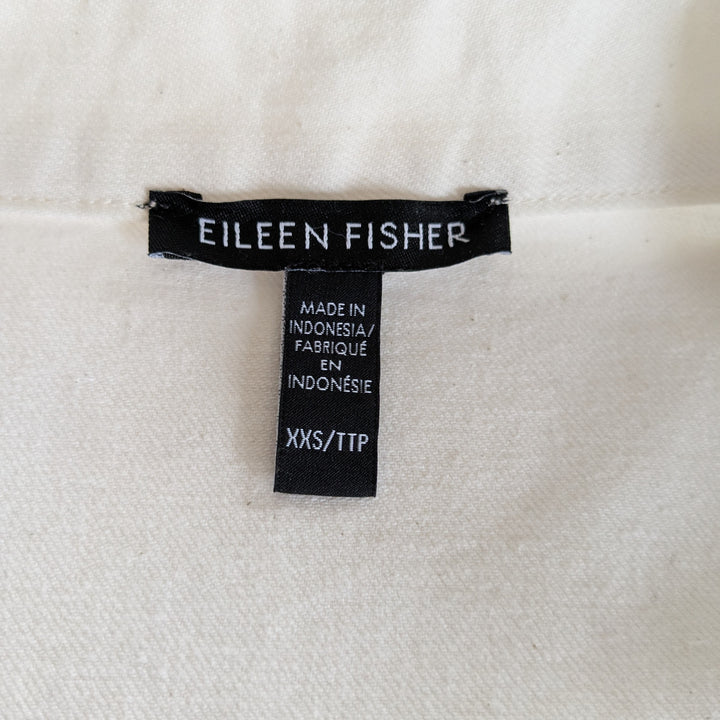 EILEEN FISHER
MADE IN
INDONESIA/
FABRIQUÉ
EN
INDONÉSIE
XXS/TTP